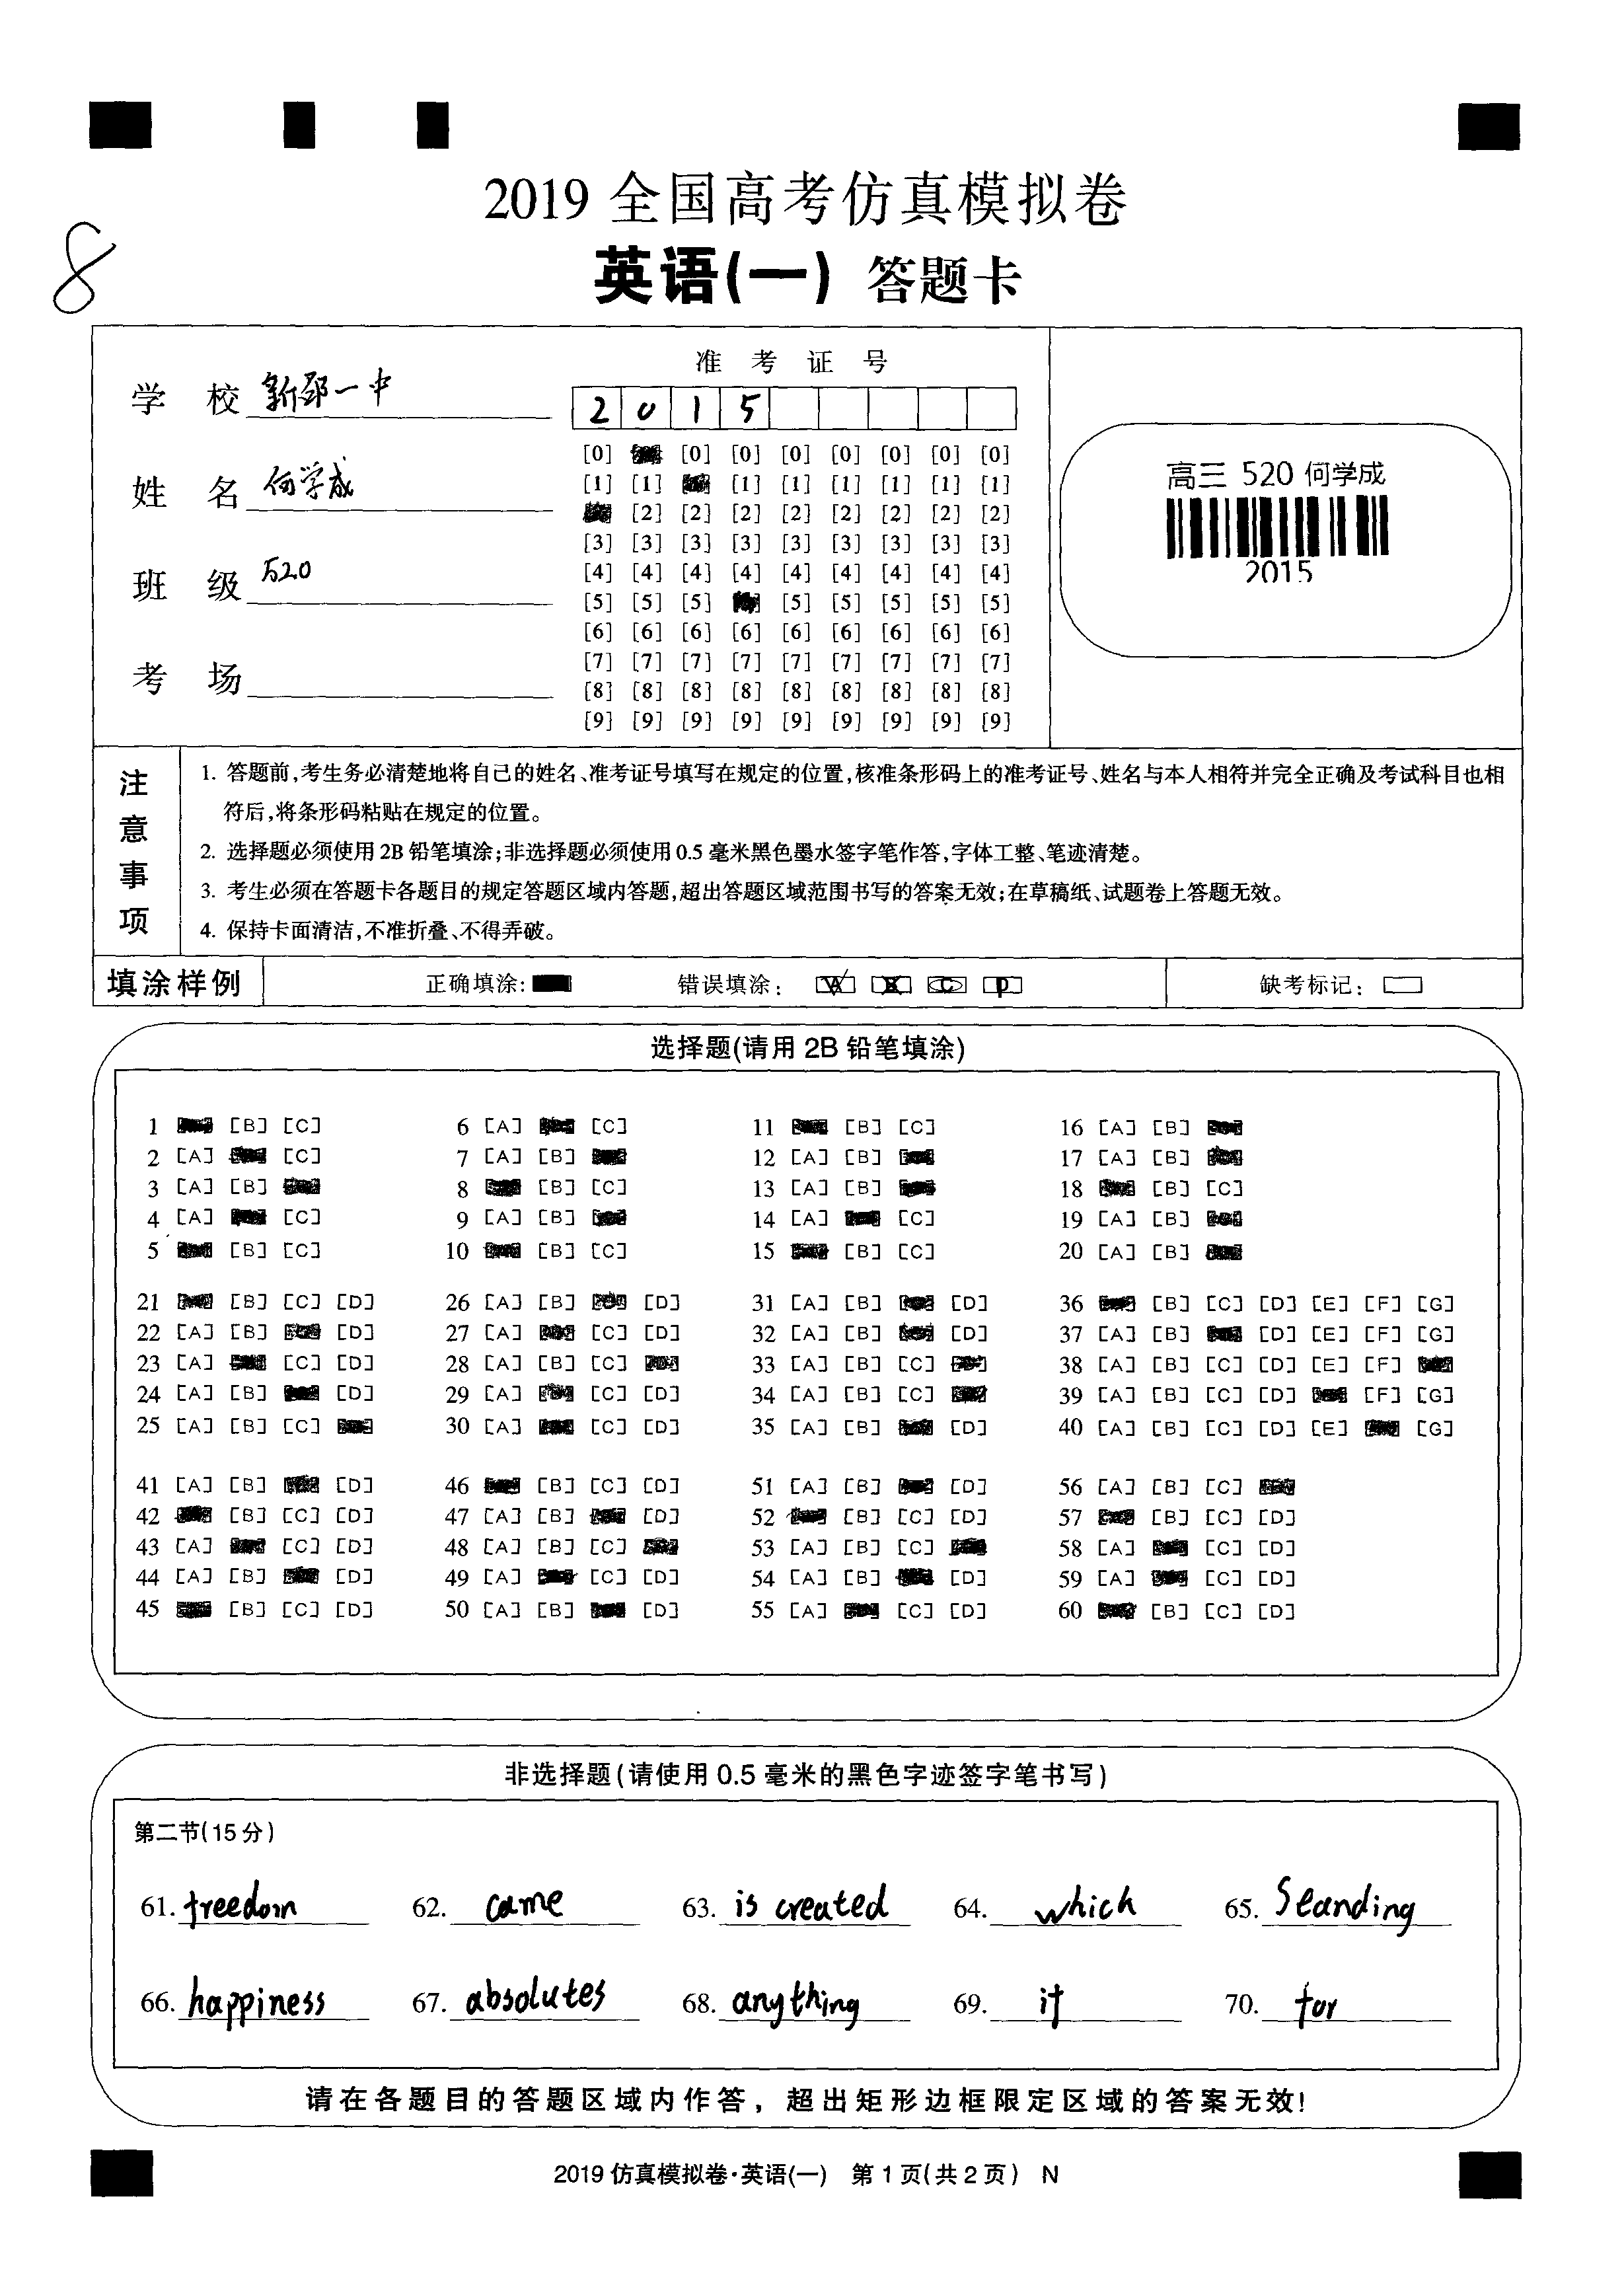 2019 全国高考仿真模拟卷
8
英语(一) 答题卡
准 考 证 号
学 校 新邵一中
2 0 1 5
姓 名 何学成
班 级 520
考 场
[0] [0] [0] [0] [0] [0] [0] [0]
[1] [1] [1] [1] [1] [1] [1] [1]
[2] [2] [2] [2] [2] [2] [2] [2]
[3] [3] [3] [3] [3] [3] [3] [3] [3]
[4] [4] [4] [4] [4] [4] [4] [4] [4]
[5] [5] [5] [5] [5] [5] [5] [5]
[6] [6] [6] [6] [6] [6] [6] [6] [6]
[7] [7] [7] [7] [7] [7] [7] [7] [7]
[8] [8] [8] [8] [8] [8] [8] [8] [8]
[9] [9] [9] [9] [9] [9] [9] [9] [9]
高三 520 何学成
2015
注意事项
1. 答题前,考生务必清楚地将自己的姓名、准考证号填写在规定的位置,核准条形码上的准考证号、姓名与本人相符并完全正确及考试科目也相
符后,将条形码粘贴在规定的位置。
2. 选择题必须使用2B铅笔填涂;非选择题必须使用0.5毫米黑色墨水签字笔作答,字体工整、笔迹清楚。
3. 考生必须在答题卡各题目的规定答题区域内答题,超出答题区域范围书写的答案无效;在草稿纸、试题卷上答题无效。
4. 保持卡面清洁,不准折叠、不得弄破。
填涂样例 正确填涂: 错误填涂: A B C D 缺考标记:
选择题(请用 2B 铅笔填涂)
1 [B] [C] 6 [A] [C] 11 [B] [C] 16 [A] [B]
2 [A] [C] 7 [A] [B] 12 [A] [B] 17 [A] [B]
3 [A] [B] 8 [B] [C] 13 [A] [B] 18 [B] [C]
4 [A] [C] 9 [A] [B] 14 [A] [C] 19 [A] [B]
5 [B] [C] 10 [B] [C] 15 [B] [C] 20 [A] [B]
21 [B] [C] [D] 26 [A] [B] [D] 31 [A] [B] [D] 36 [B] [C] [D] [E] [F] [G]
22 [A] [B] [D] 27 [A] [C] [D] 32 [A] [B] [D] 37 [A] [B] [D] [E] [F] [G]
23 [A] [C] [D] 28 [A] [B] [C] 33 [A] [B] [C] 38 [A] [B] [C] [D] [E] [F]
24 [A] [B] [D] 29 [A] [C] [D] 34 [A] [B] [C] 39 [A] [B] [C] [D] [F] [G]
25 [A] [B] [C] 30 [A] [C] [D] 35 [A] [B] [D] 40 [A] [B] [C] [D] [E] [G]
41 [A] [B] [D] 46 [B] [C] [D] 51 [A] [B] [D] 56 [A] [B] [C]
42 [B] [C] [D] 47 [A] [B] [D] 52 [B] [C] [D] 57 [B] [C] [D]
43 [A] [C] [D] 48 [A] [B] [C] 53 [A] [B] [C] 58 [A] [C] [D]
44 [A] [B] [D] 49 [A] [C] [D] 54 [A] [B] [D] 59 [A] [C] [D]
45 [B] [C] [D] 50 [A] [B] [D] 55 [A] [C] [D] 60 [B] [C] [D]
非选择题(请使用 0.5 毫米的黑色字迹签字笔书写)
第二节(15 分)
61. freedom 62. came 63. is created 64. which 65. Standing
66. happiness 67. absolutes 68. anything 69. it 70. for
请在各题目的答题区域内作答，超出矩形边框限定区域的答案无效!
2019 仿真模拟卷·英语(一) 第 1 页(共 2 页) N